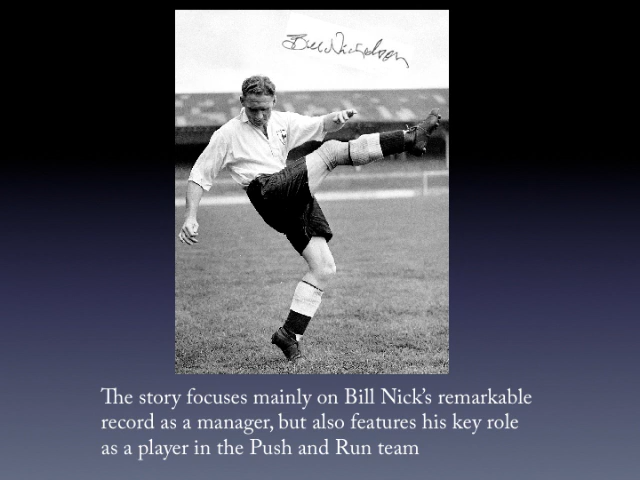 Bill Nicholson
The story focuses mainly on Bill Nick's remarkable
record as a manager, but also features his key role
as a player in the Push and Run team